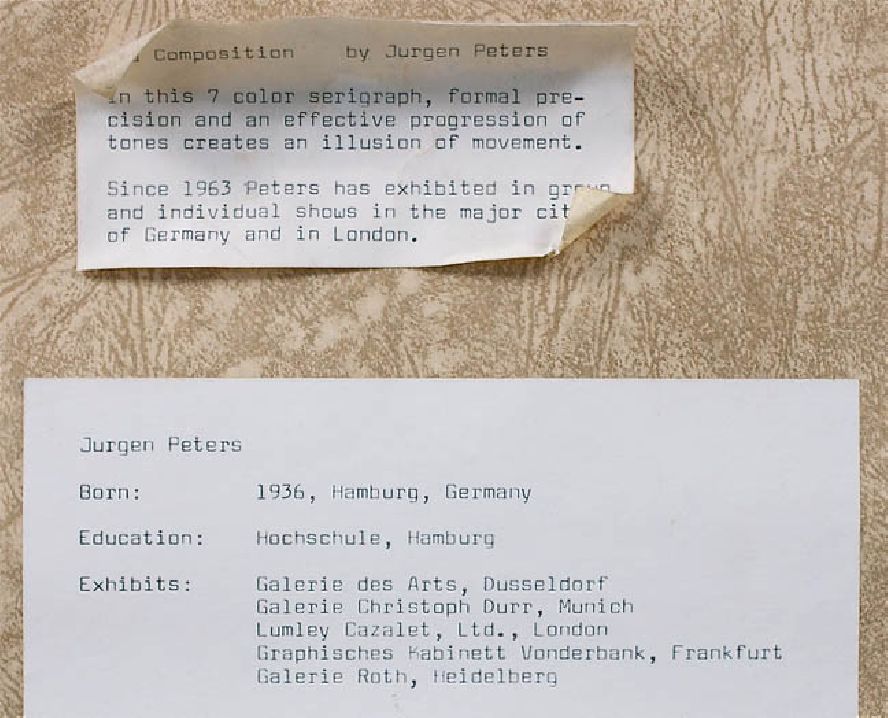 Composition by Jurgen Peters
In this 7 color serigraph, formal pre-
cision and an effective progression of
tones creates an illusion of movement.
Since 1963 Peters has exhibited in group
and individual shows in the major cit
of Germany and in London.
Jurgen Peters
Born: 1936, Hamburg, Germany
Education: Hochschule, Hamburg
Exhibits: Galerie des Arts, Dusseldorf
Galerie Christoph Durr, Munich
Lumley Cazalet, Ltd., London
Graphisches Kabinett Vonderbank, Frankfurt
Galerie Roth, Heidelberg